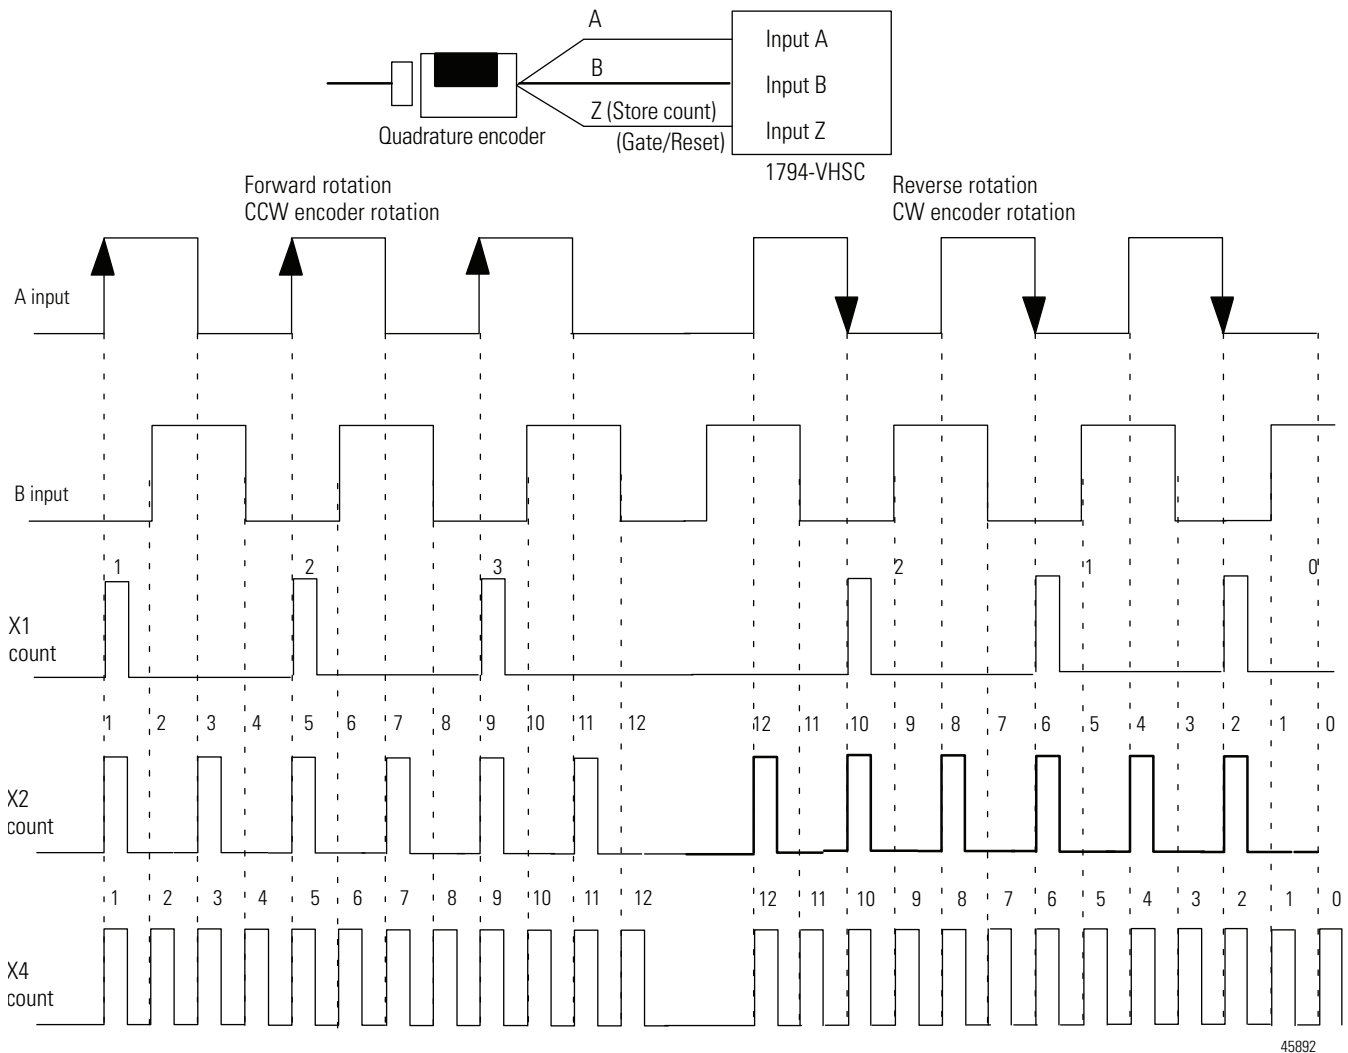 A
Input A
B
Input B
Z (Store count)
(Gate/Reset)
Input Z
Quadrature encoder
1794-VHSC
Forward rotation
CCW encoder rotation
Reverse rotation
CW encoder rotation
A input
B input
1 2 3 2 1 0
X1
count
1 2 3 4 5 6 7 8 9 10 11 12 12 11 10 9 8 7 6 5 4 3 2 1 0
X2
count
1 2 3 4 5 6 7 8 9 10 11 12 12 11 10 9 8 7 6 5 4 3 2 1 0
X4
count
45892